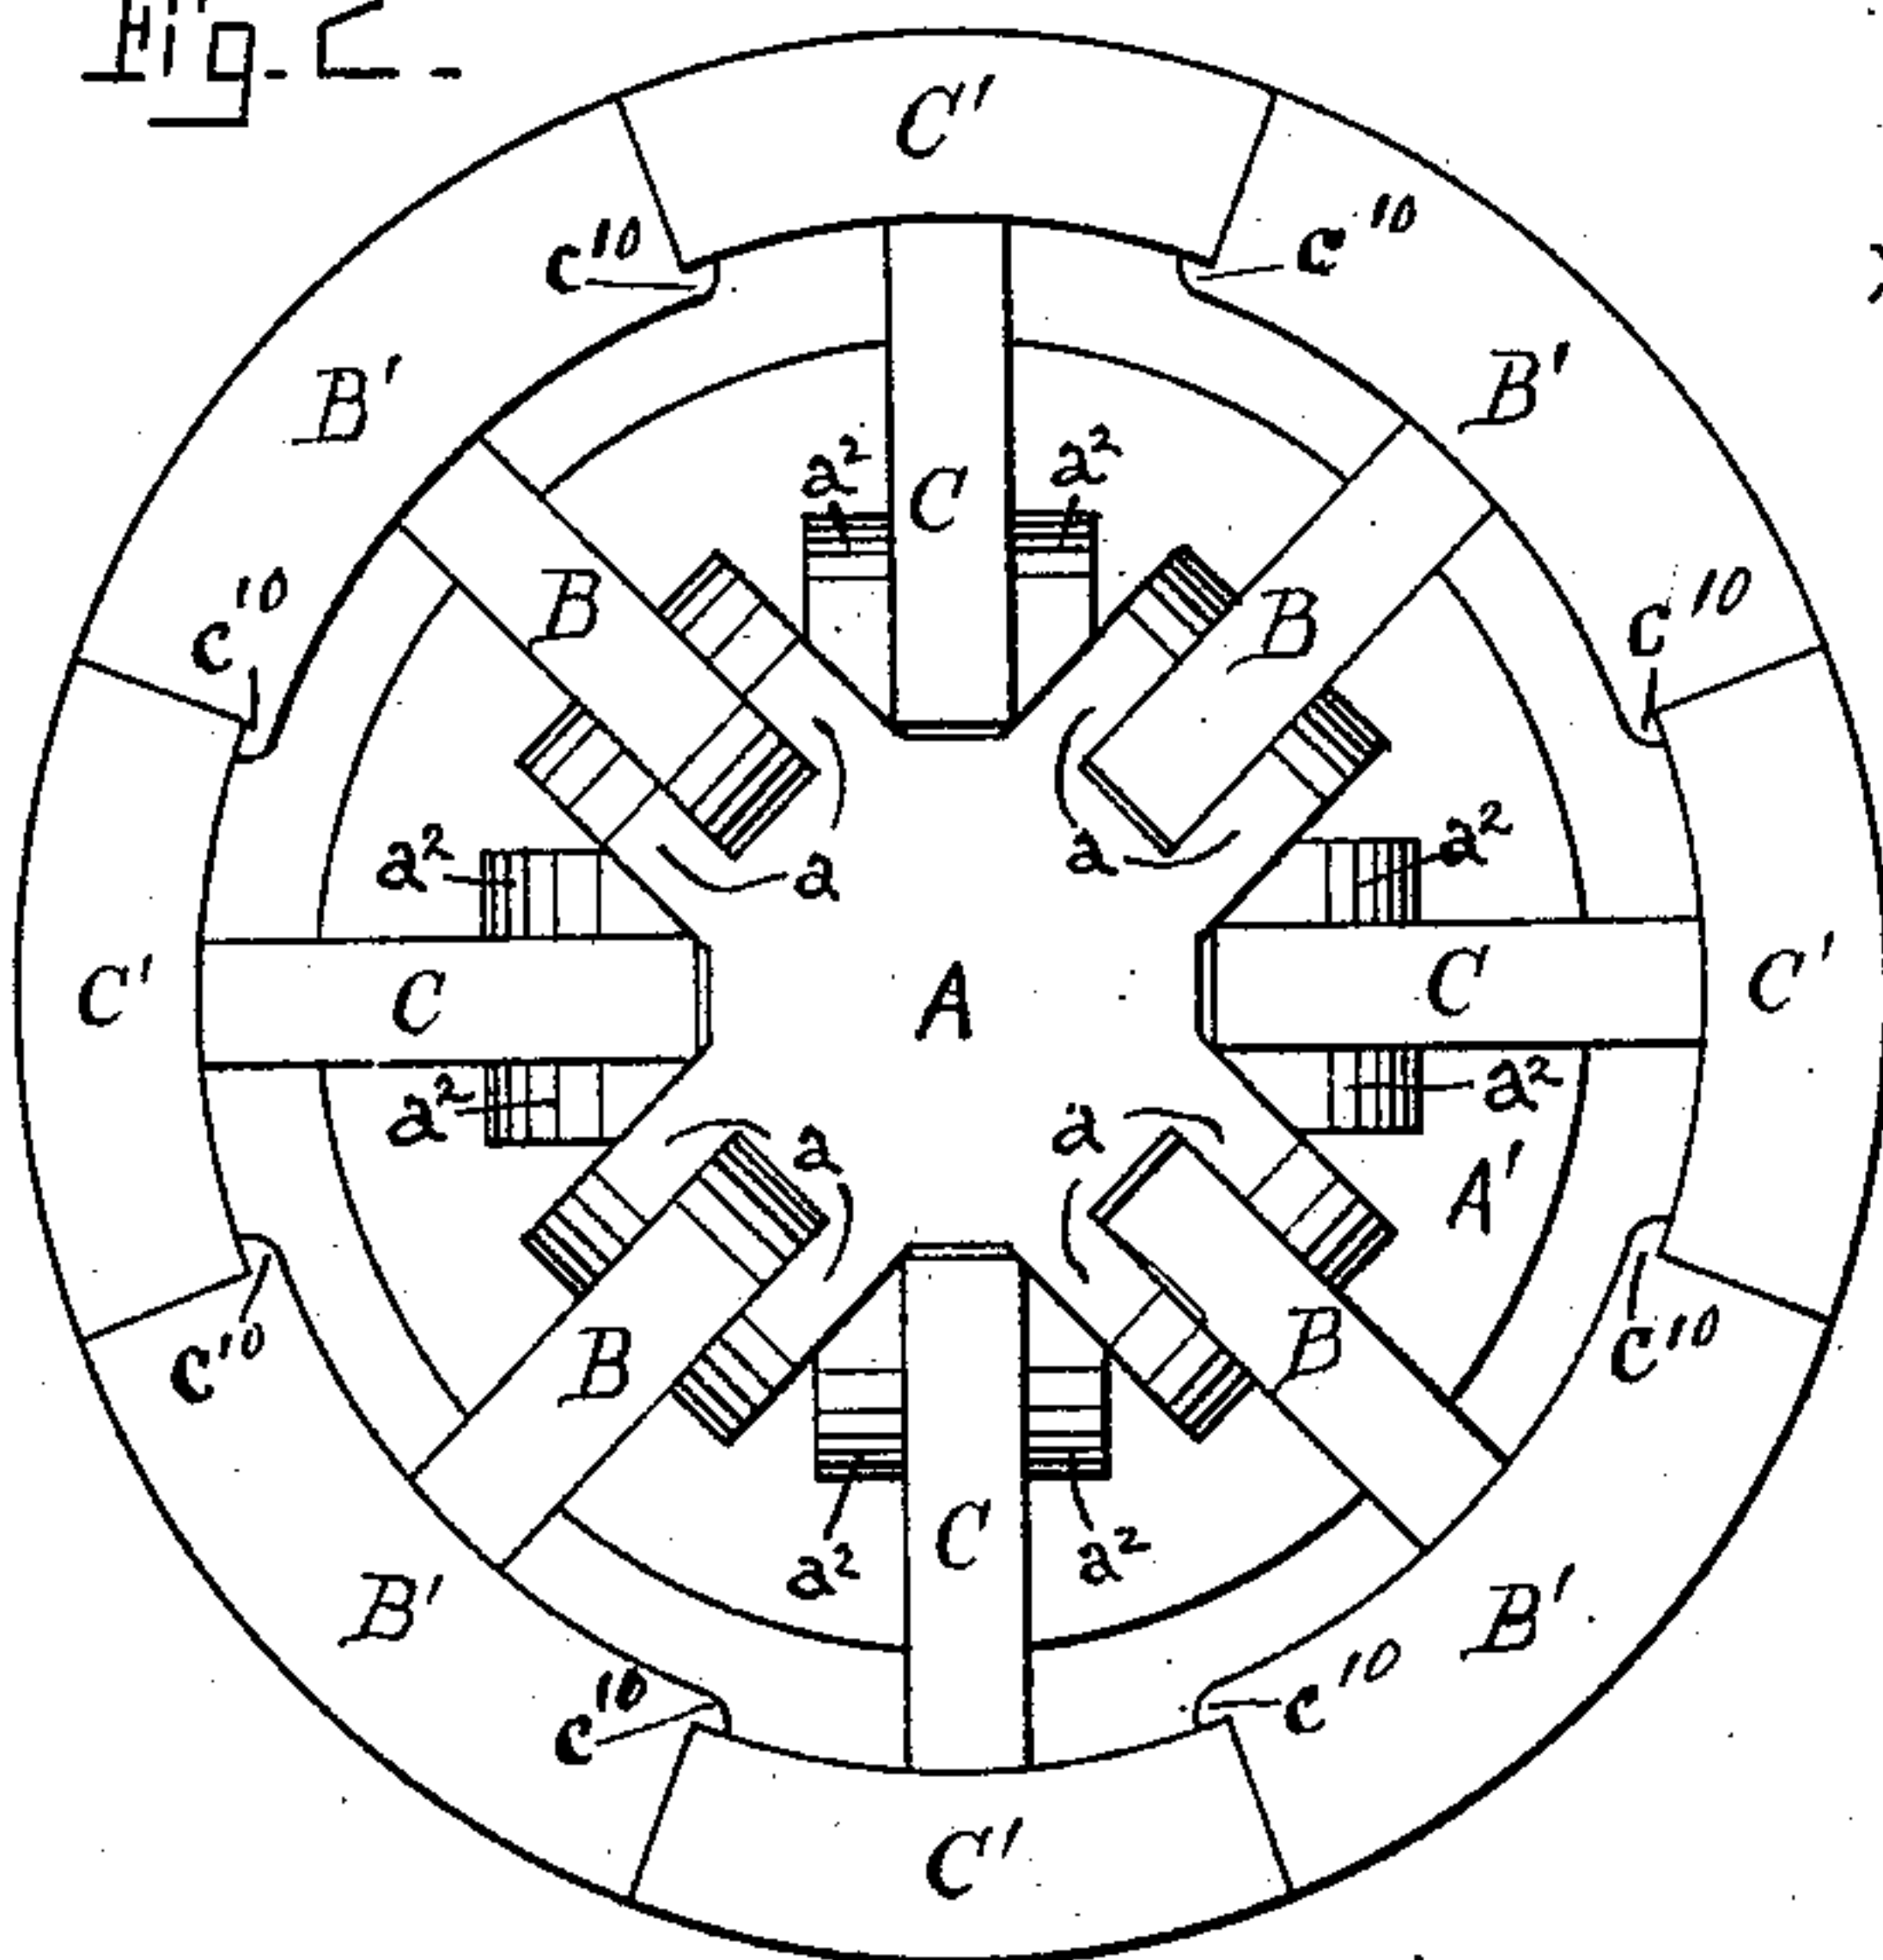 Fig. 2.
C'
c¹⁰ c¹⁰
B' B'
a² C a²
c¹⁰ B B c¹⁰
a² a a a²
C' C A C C'
a² a a a² A'
c¹⁰ B B c¹⁰
a² C a²
B' B'
c¹⁰ c¹⁰
C'